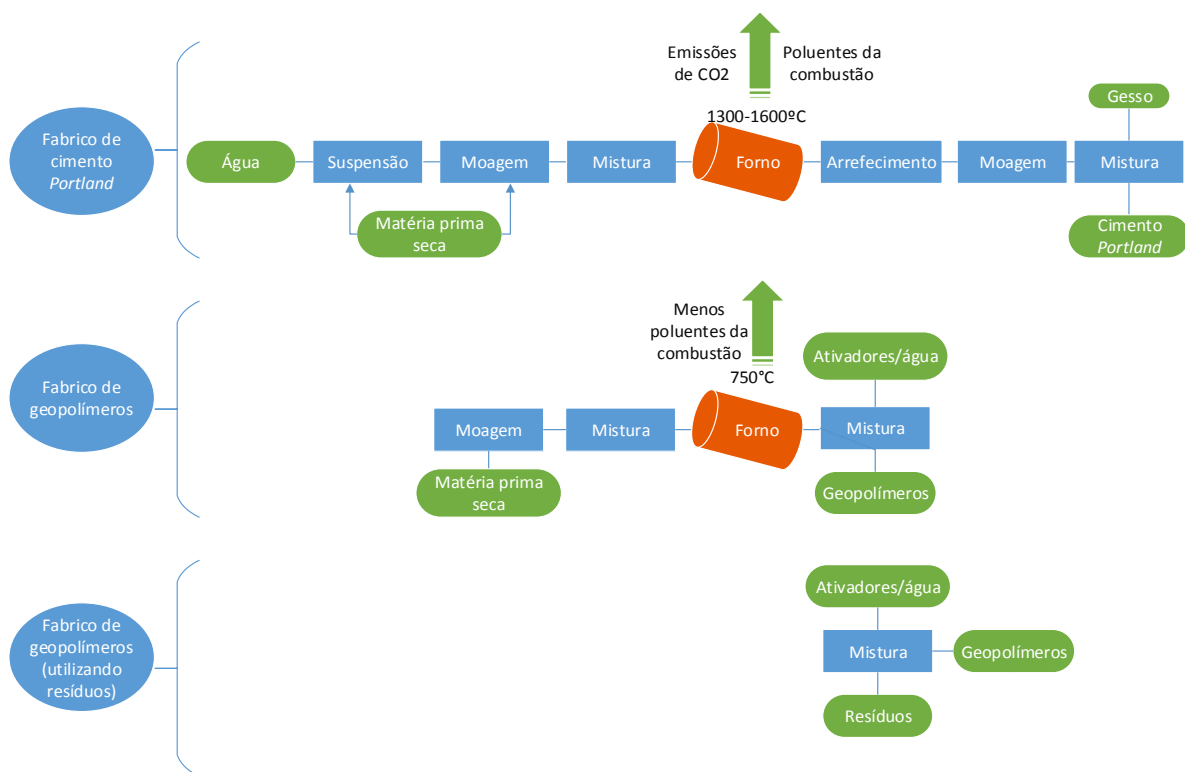 Emissões
de CO2
Poluentes da
combustão
1300-1600ºC
Gesso
Fabrico de
cimento
Portland
Água
Suspensão
Moagem
Mistura
Forno
Arrefecimento
Moagem
Mistura
Matéria prima
seca
Cimento
Portland
Menos
poluentes da
combustão
750°C
Ativadores/água
Fabrico de
geopolímeros
Moagem
Mistura
Forno
Mistura
Matéria prima
seca
Geopolímeros
Ativadores/água
Fabrico de
geopolímeros
(utilizando
resíduos)
Mistura
Geopolímeros
Resíduos